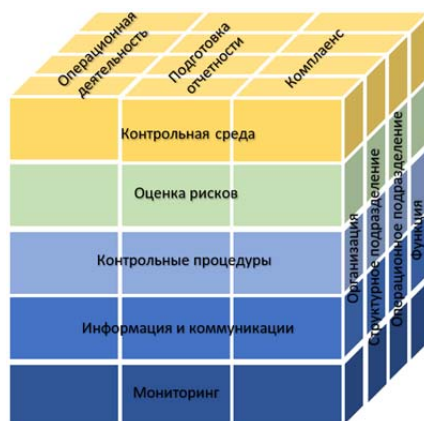 Операционная
деятельность
Подготовка
отчетности
Комплаенс
Контрольная среда
Оценка рисков
Контрольные процедуры
Информация и коммуникации
Мониторинг
Организация
Структурное подразделение
Операционное подразделение
Функция